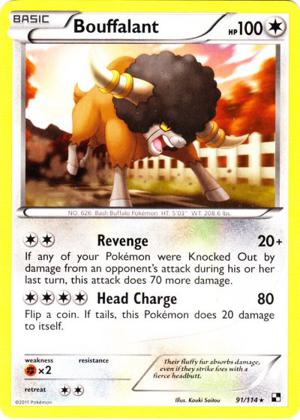 BASIC
Bouffalant
HP100
NO. 626 Bash Buffalo Pokémon HT. 5'03" WT. 208.6 lbs.
Revenge 20+
If any of your Pokémon were Knocked Out by
damage from an opponent's attack during his or her
last turn, this attack does 70 more damage.
Head Charge 80
Flip a coin. If tails, this Pokémon does 20 damage
to itself.
weakness resistance
×2
retreat
Their fluffy fur absorbs damage,
even if they strike foes with a
fierce headbutt.
©2011 Pokémon
Illus. Kouki Saitou
91/114 ★